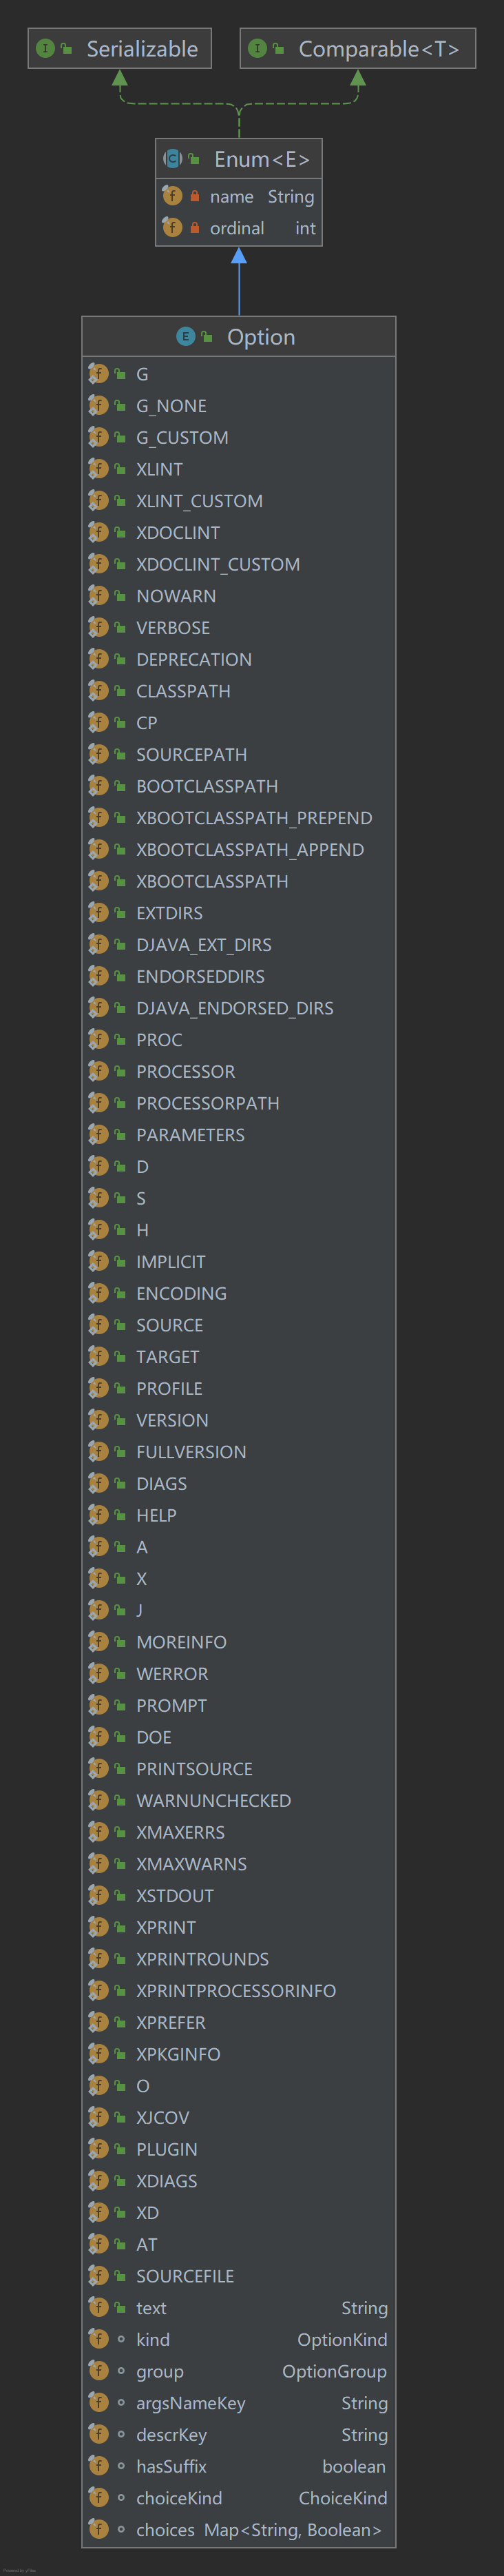 Serializable
Comparable<T>
Enum<E>
name String
ordinal int
Option
G
G_NONE
G_CUSTOM
XLINT
XLINT_CUSTOM
XDOCLINT
XDOCLINT_CUSTOM
NOWARN
VERBOSE
DEPRECATION
CLASSPATH
CP
SOURCEPATH
BOOTCLASSPATH
XBOOTCLASSPATH_PREPEND
XBOOTCLASSPATH_APPEND
XBOOTCLASSPATH
EXTDIRS
DJAVA_EXT_DIRS
ENDORSEDDIRS
DJAVA_ENDORSED_DIRS
PROC
PROCESSOR
PROCESSORPATH
PARAMETERS
D
S
H
IMPLICIT
ENCODING
SOURCE
TARGET
PROFILE
VERSION
FULLVERSION
DIAGS
HELP
A
X
J
MOREINFO
WERROR
PROMPT
DOE
PRINTSOURCE
WARNUNCHECKED
XMAXERRS
XMAXWARNS
XSTDOUT
XPRINT
XPRINTROUNDS
XPRINTPROCESSORINFO
XPREFER
XPKGINFO
O
XJCOV
PLUGIN
XDIAGS
XD
AT
SOURCEFILE
text String
kind OptionKind
group OptionGroup
argsNameKey String
descrKey String
hasSuffix boolean
choiceKind ChoiceKind
choices Map<String, Boolean>
Powered by yFiles